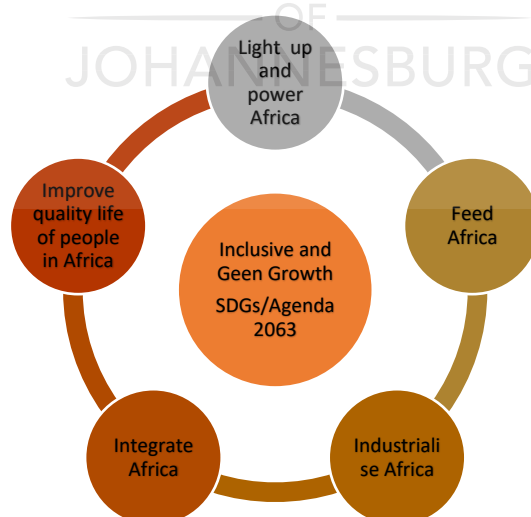 OF
JOHANNESBURG
Light up
and
power
Africa
Feed
Africa
Industriali
se Africa
Integrate
Africa
Improve
quality life
of people
in Africa
Inclusive and
Geen Growth
SDGs/Agenda
2063